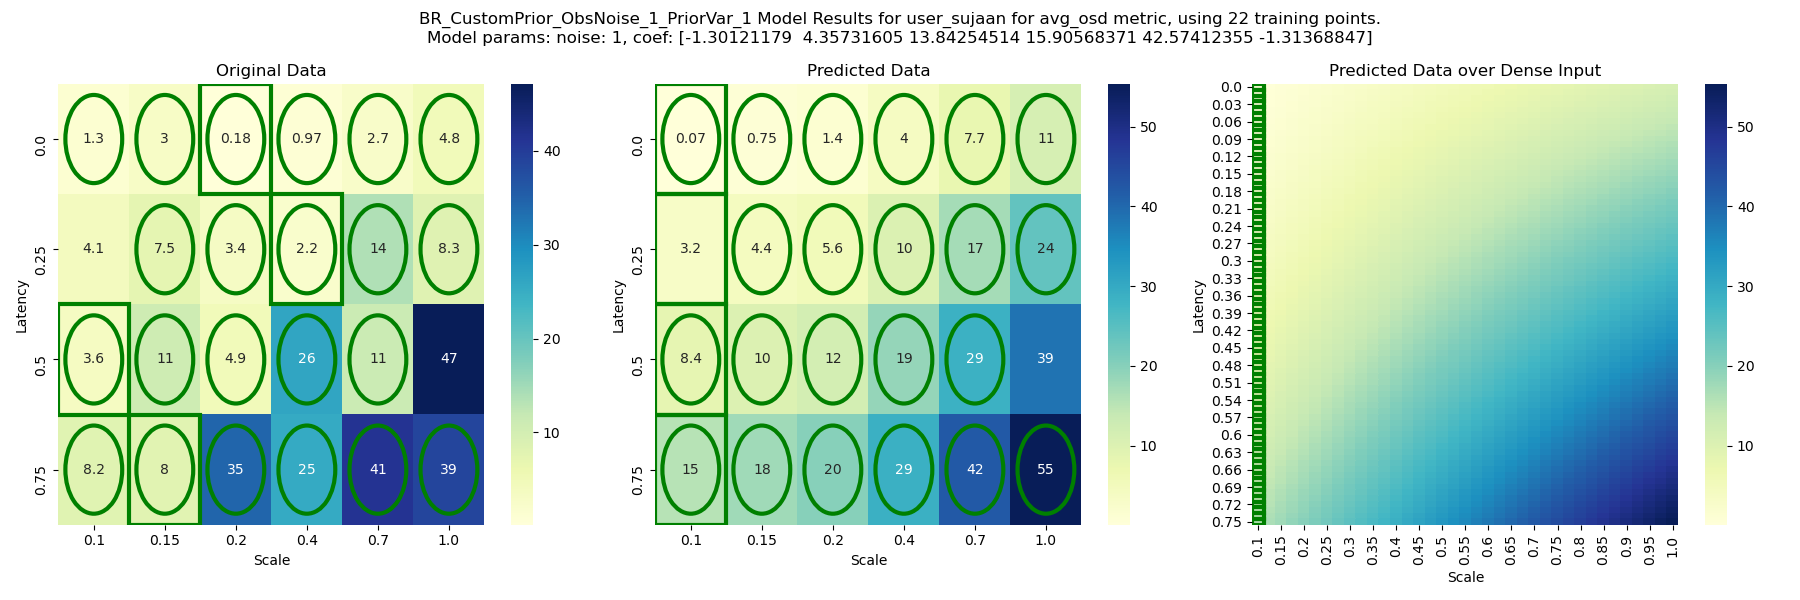 BR_CustomPrior_ObsNoise_1_PriorVar_1 Model Results for user_sujaan for avg_osd metric, using 22 training points.
Model params: noise: 1, coef: [-1.30121179  4.35731605 13.84254514 15.90568371 42.57412355 -1.31368847]
Original Data
Latency
0.0
0.25
0.5
0.75
1.3 3 0.18 0.97 2.7 4.8
4.1 7.5 3.4 2.2 14 8.3
3.6 11 4.9 26 11 47
8.2 8 35 25 41 39
0.1 0.15 0.2 0.4 0.7 1.0
Scale
40
30
20
10
Predicted Data
Latency
0.0
0.25
0.5
0.75
0.07 0.75 1.4 4 7.7 11
3.2 4.4 5.6 10 17 24
8.4 10 12 19 29 39
15 18 20 29 42 55
0.1 0.15 0.2 0.4 0.7 1.0
Scale
50
40
30
20
10
Predicted Data over Dense Input
Latency
0.0
0.03
0.06
0.09
0.12
0.15
0.18
0.21
0.24
0.27
0.3
0.33
0.36
0.39
0.42
0.45
0.48
0.51
0.54
0.57
0.6
0.63
0.66
0.69
0.72
0.75
0.1 0.15 0.2 0.25 0.3 0.35 0.4 0.45 0.5 0.55 0.6 0.65 0.7 0.75 0.8 0.85 0.9 0.95 1.0
Scale
50
40
30
20
10